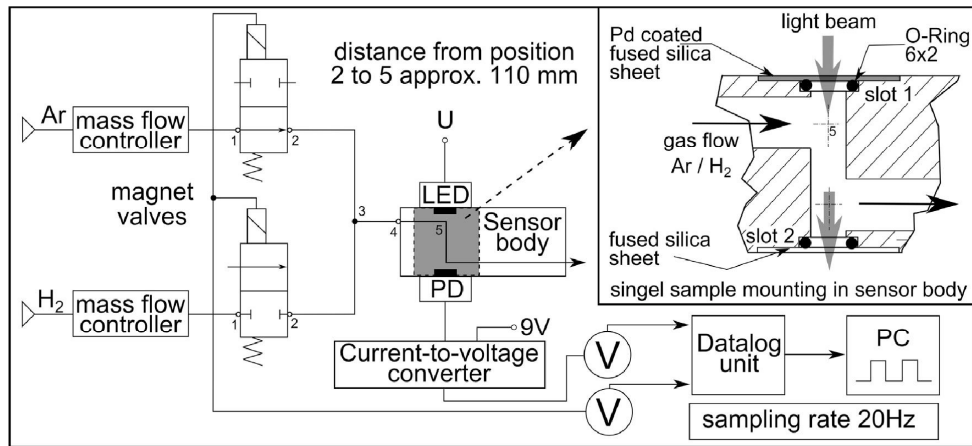 Ar
mass flow
controller
1
2
magnet
valves
H2
mass flow
controller
1
2
3
distance from position
2 to 5 approx. 110 mm
U
LED
4
5
Sensor
body
PD
9V
Current-to-voltage
converter
V
V
Datalog
unit
PC
sampling rate 20Hz
light beam
Pd coated
fused silica
sheet
O-Ring
6x2
slot 1
5
gas flow
Ar / H2
slot 2
fused silica
sheet
singel sample mounting in sensor body